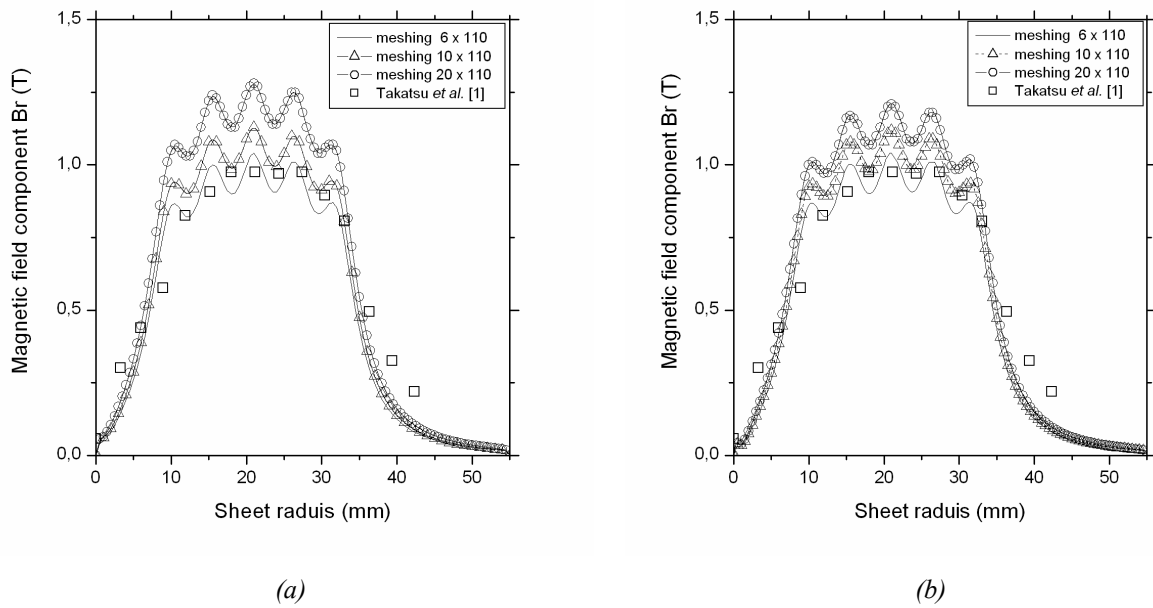 1,5
1,0
0,5
0,0
0 10 20 30 40 50
Magnetic field component Br (T)
Sheet raduis (mm)
meshing 6 x 110
meshing 10 x 110
meshing 20 x 110
Takatsu et al. [1]
(a)
1,5
1,0
0,5
0,0
0 10 20 30 40 50
Magnetic field component Br (T)
Sheet raduis (mm)
meshing 6 x 110
meshing 10 x 110
meshing 20 x 110
Takatsu et al. [1]
(b)